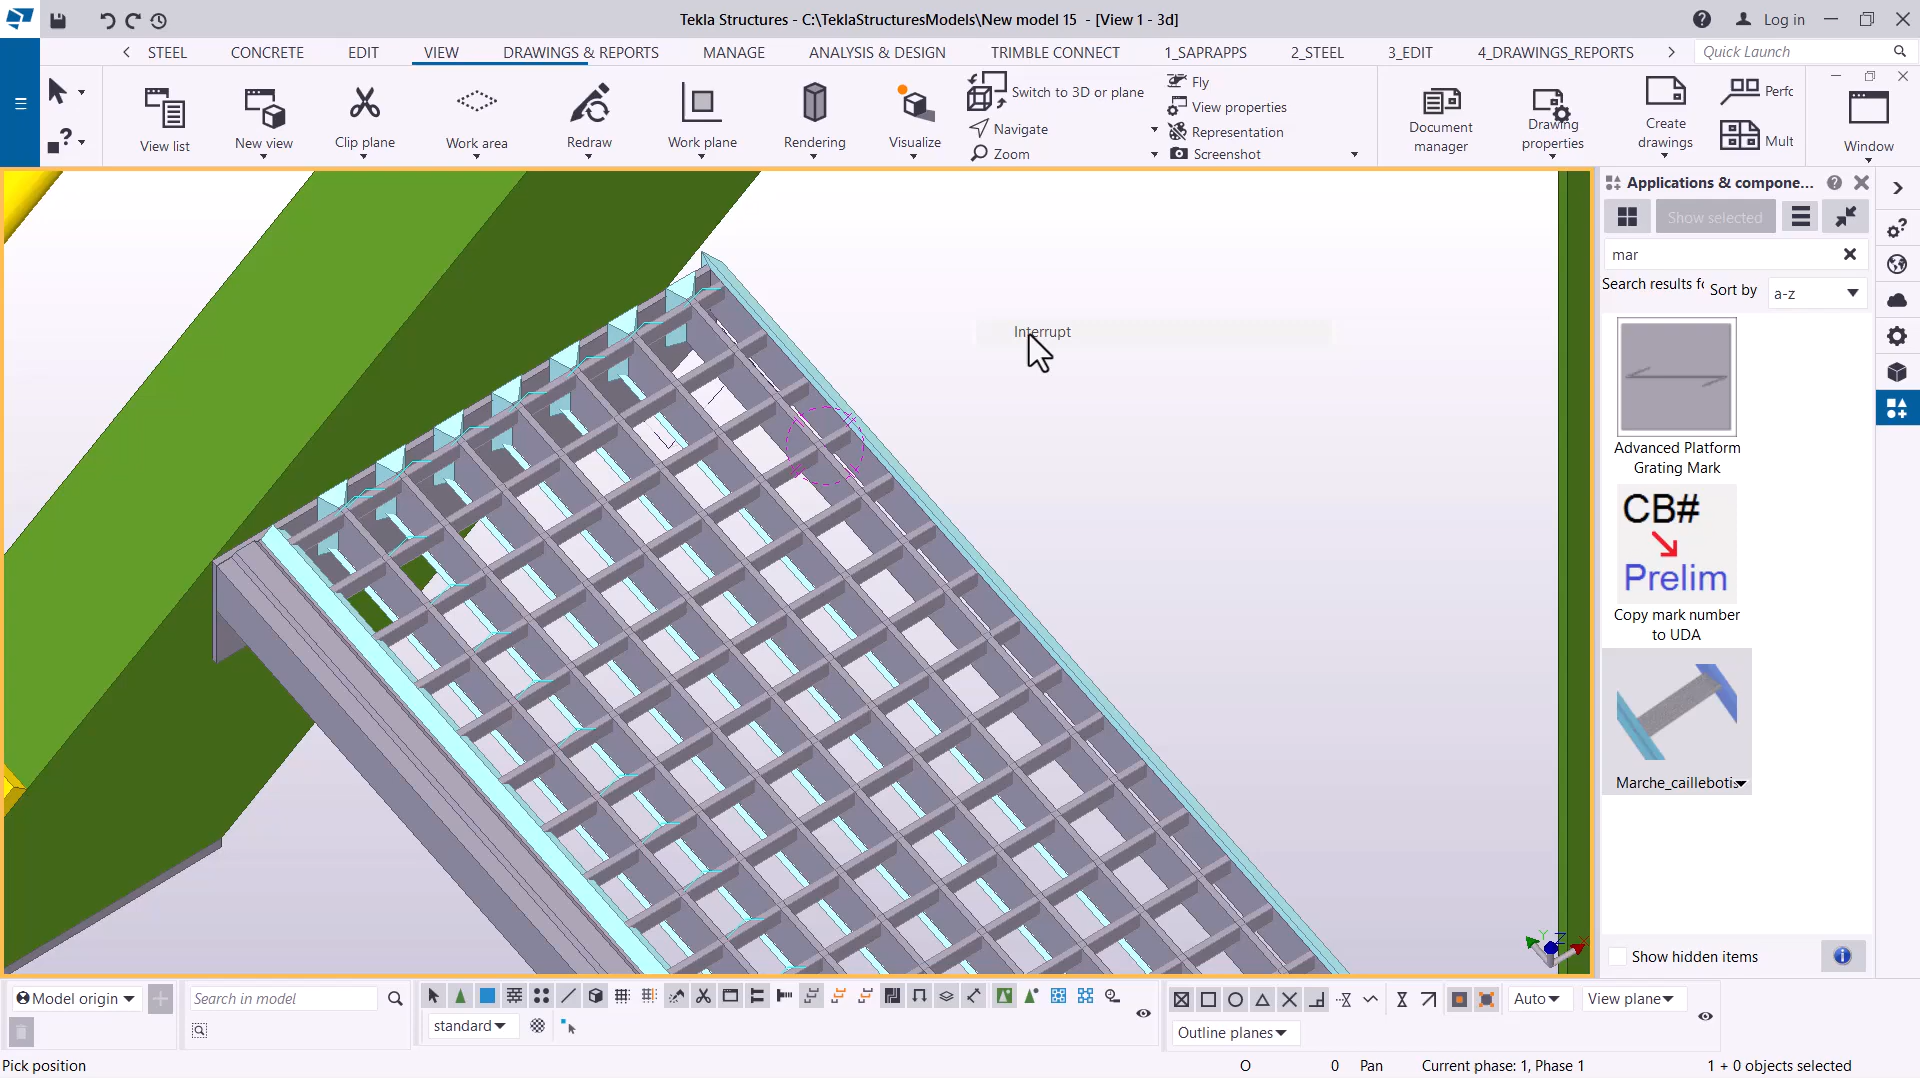 Tekla Structures - C:\TeklaStructuresModels\New model 15 - [View 1 - 3d]
Log in
STEEL
CONCRETE
EDIT
VIEW
DRAWINGS & REPORTS
MANAGE
ANALYSIS & DESIGN
TRIMBLE CONNECT
1_SAPRAPPS
2_STEEL
3_EDIT
4_DRAWINGS_REPORTS
Quick Launch
View list
New view
Clip plane
Work area
Redraw
Work plane
Rendering
Visualize
Switch to 3D or plane
Navigate
Zoom
Fly
View properties
Representation
Screenshot
Document
manager
Drawing
properties
Create
drawings
Perfc
Mult
Window
Interrupt
Applications & compone...
Show selected
mar
Search results fo
Sort by
a-z
Advanced Platform
Grating Mark
CB#
Prelim
Copy mark number
to UDA
Marche_caillebotis
Show hidden items
Y
Z
X
Model origin
Search in model
standard
Auto
View plane
Outline planes
Pick position
O
0
Pan
Current phase: 1, Phase 1
1 + 0 objects selected